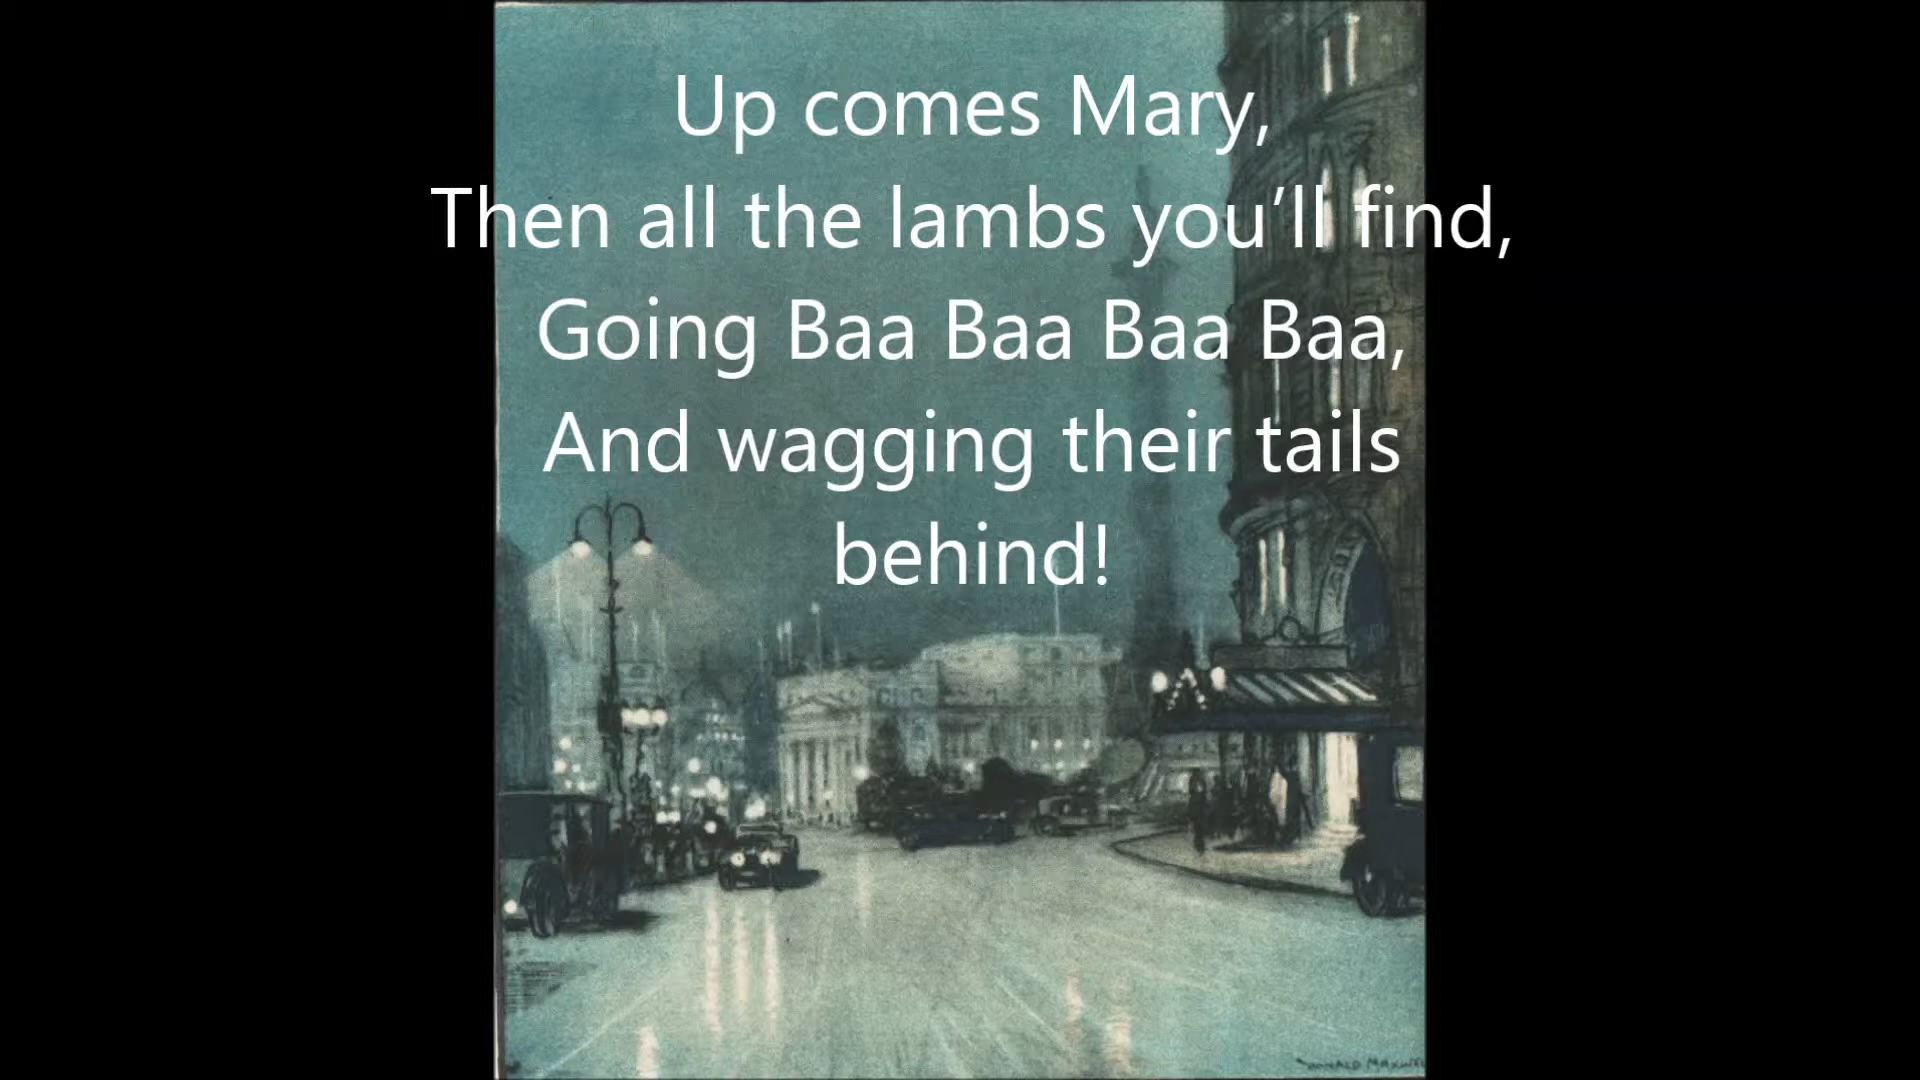 Up comes Mary,
Then all the lambs you’ll find,
Going Baa Baa Baa Baa,
And wagging their tails
behind!